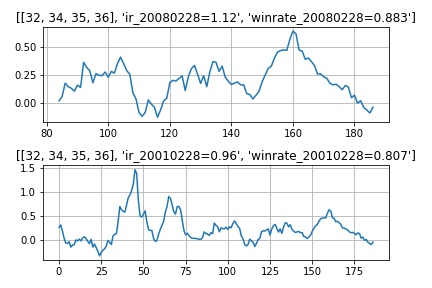 [[32, 34, 35, 36], 'ir_20080228=1.12', 'winrate_20080228=0.883']
0.50
0.25
0.00
80 100 120 140 160 180
[[32, 34, 35, 36], 'ir_20010228=0.96', 'winrate_20010228=0.807']
1.5
1.0
0.5
0.0
0 25 50 75 100 125 150 175